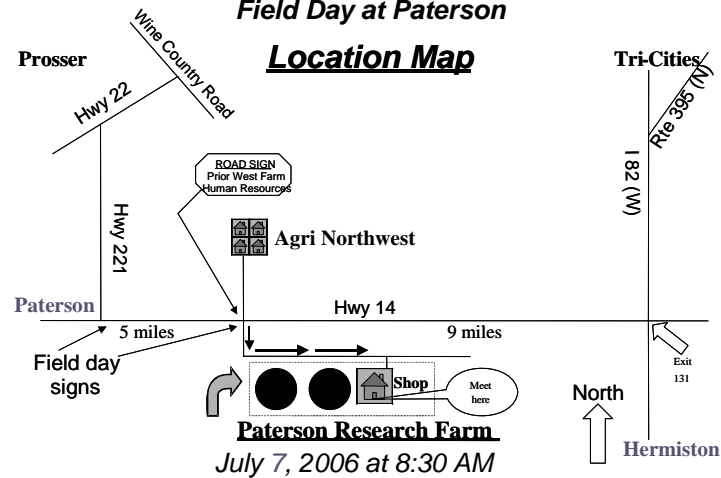 Field Day at Paterson
Location Map
Prosser
Tri-Cities
Wine Country Road
Hwy 22
Rte 395 (N)
I 82 (W)
ROAD SIGN
Prior West Farm
Human Resources
Hwy 221
Agri Northwest
Paterson
Hwy 14
5 miles
9 miles
Field day
signs
Exit
131
Shop
Meet
here
North
Paterson Research Farm
Hermiston
July 7, 2006 at 8:30 AM